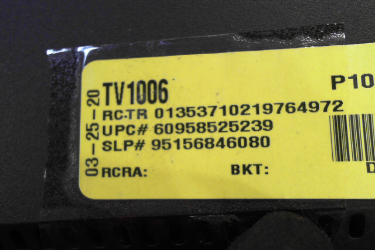 03-25-20
TV1006
P10
RC-TR 01353710219764972
UPC# 60958525239
SLP# 95156846080
RCRA: BKT: D